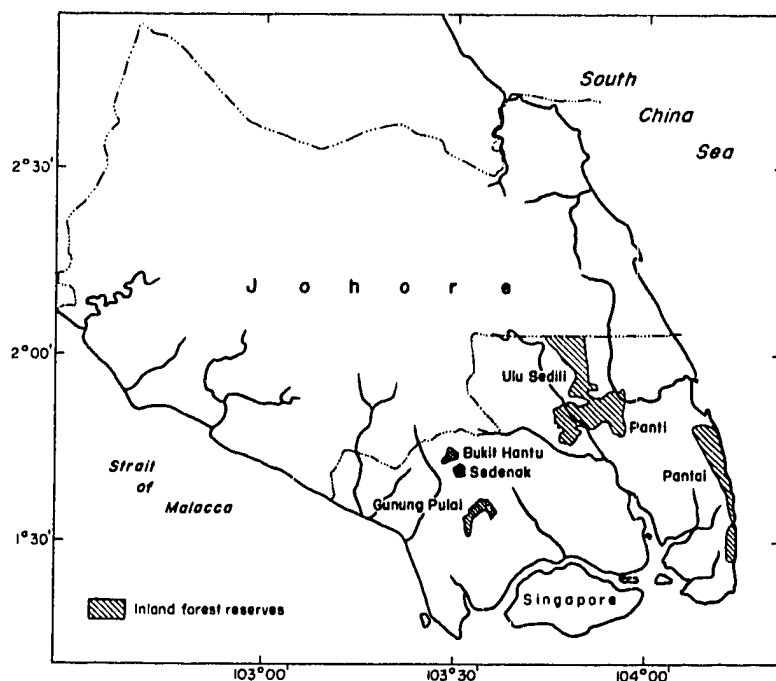 South
China
Sea
2°30'
Johore
2°00'
Ulu Sedili
Panti
Bukit Hantu
Sedenak
Strait
of
Malacca
Pantai
Gunung Pulai
1°30'
Singapore
Inland forest reserves
103°00'
103°30'
104°00'